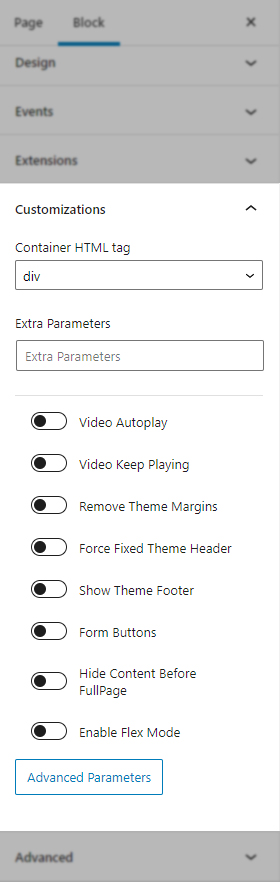 Page
Block
Design
Events
Extensions
Customizations
Container HTML tag
div
Extra Parameters
Extra Parameters
Video Autoplay
Video Keep Playing
Remove Theme Margins
Force Fixed Theme Header
Show Theme Footer
Form Buttons
Hide Content Before
FullPage
Enable Flex Mode
Advanced Parameters
Advanced